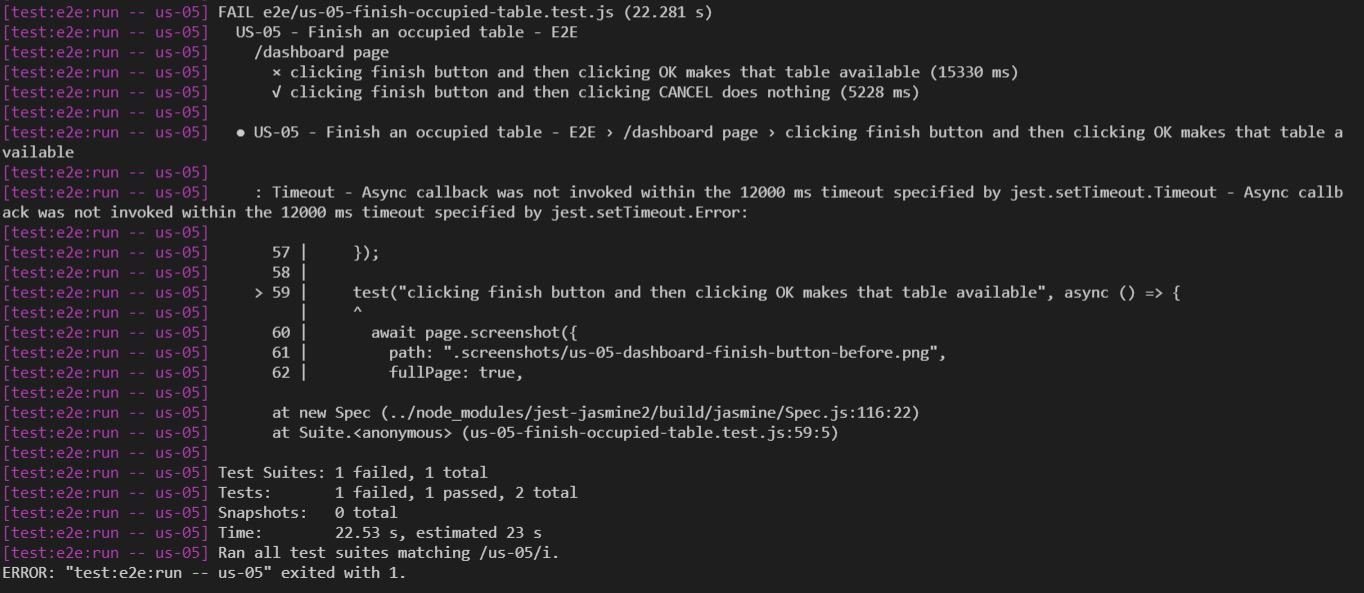 [test:e2e:run -- us-05] FAIL e2e/us-05-finish-occupied-table.test.js (22.281 s)
[test:e2e:run -- us-05]   US-05 - Finish an occupied table - E2E
[test:e2e:run -- us-05]     /dashboard page
[test:e2e:run -- us-05]       × clicking finish button and then clicking OK makes that table available (15330 ms)
[test:e2e:run -- us-05]       √ clicking finish button and then clicking CANCEL does nothing (5228 ms)
[test:e2e:run -- us-05]
[test:e2e:run -- us-05]   ● US-05 - Finish an occupied table - E2E › /dashboard page › clicking finish button and then clicking OK makes that table a
vailable
[test:e2e:run -- us-05]
[test:e2e:run -- us-05]     : Timeout - Async callback was not invoked within the 12000 ms timeout specified by jest.setTimeout.Timeout - Async callb
ack was not invoked within the 12000 ms timeout specified by jest.setTimeout.Error:
[test:e2e:run -- us-05]
[test:e2e:run -- us-05]       57 |     });
[test:e2e:run -- us-05]       58 |
[test:e2e:run -- us-05]     > 59 |     test("clicking finish button and then clicking OK makes that table available", async () => {
[test:e2e:run -- us-05]          |     ^
[test:e2e:run -- us-05]       60 |       await page.screenshot({
[test:e2e:run -- us-05]       61 |         path: ".screenshots/us-05-dashboard-finish-button-before.png",
[test:e2e:run -- us-05]       62 |         fullPage: true,
[test:e2e:run -- us-05]
[test:e2e:run -- us-05]       at new Spec (../node_modules/jest-jasmine2/build/jasmine/Spec.js:116:22)
[test:e2e:run -- us-05]       at Suite.<anonymous> (us-05-finish-occupied-table.test.js:59:5)
[test:e2e:run -- us-05]
[test:e2e:run -- us-05] Test Suites: 1 failed, 1 total
[test:e2e:run -- us-05] Tests:       1 failed, 1 passed, 2 total
[test:e2e:run -- us-05] Snapshots:   0 total
[test:e2e:run -- us-05] Time:        22.53 s, estimated 23 s
[test:e2e:run -- us-05] Ran all test suites matching /us-05/i.
ERROR: "test:e2e:run -- us-05" exited with 1.